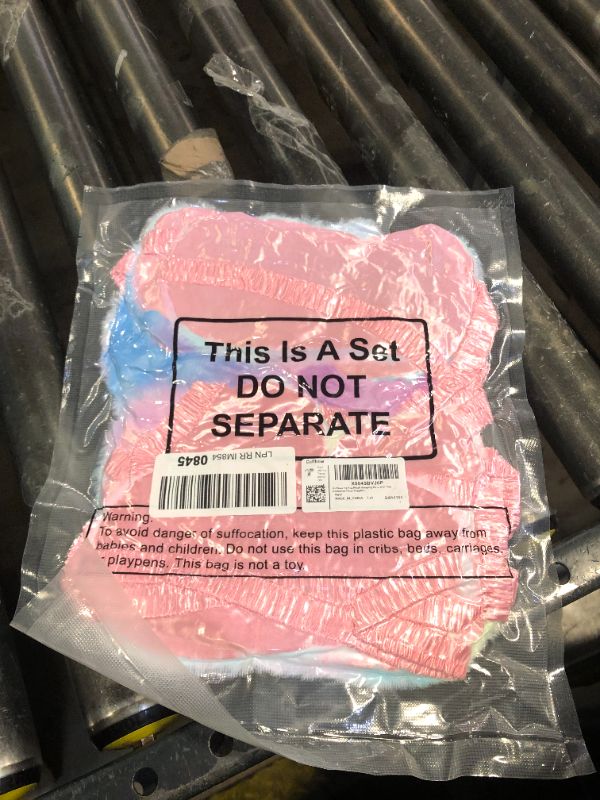 This Is A Set
DO NOT
SEPARATE
LPN RR IM854 0845
Warning:
To avoid danger of suffocation, keep this plastic bag away from
babies and children. Do not use this bag in cribs, beds, carriages,
playpens. This bag is not a toy.